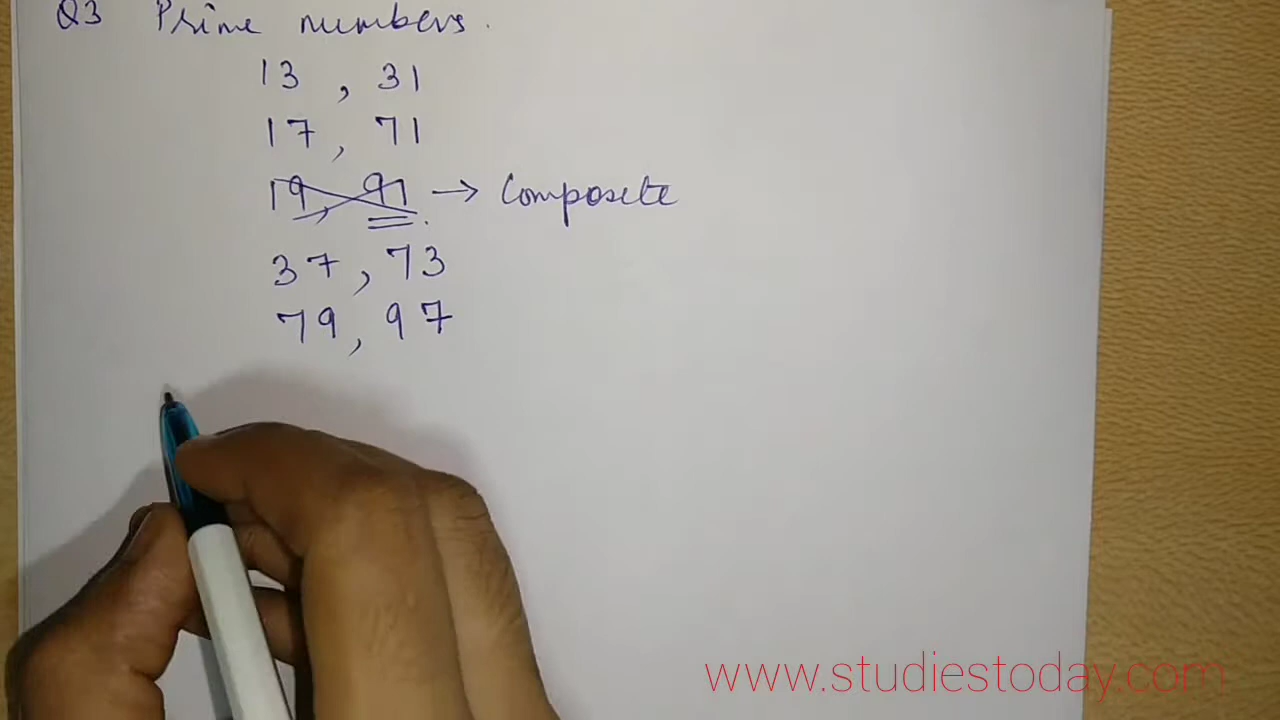 Q3 Prime numbers.
13 , 31
17 , 71
19 , 91 → Composite
37 , 73
79 , 97
www.studiestoday.com